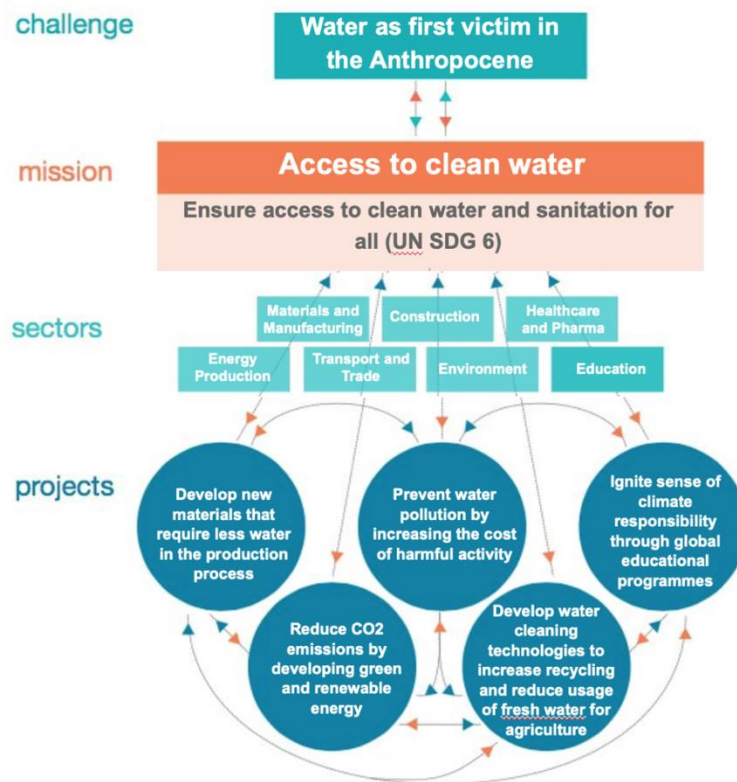 challenge
Water as first victim in
the Anthropocene
mission
Access to clean water
Ensure access to clean water and sanitation for
all (UN SDG 6)
sectors
Materials and
Manufacturing
Construction
Healthcare
and Pharma
Energy
Production
Transport and
Trade
Environment
Education
projects
Develop new
materials that
require less water
in the production
process
Prevent water
pollution by
increasing the cost
of harmful activity
Ignite sense of
climate
responsibility
through global
educational
programmes
Reduce CO2
emissions by
developing green
and renewable
energy
Develop water
cleaning
technologies to
increase recycling
and reduce usage
of fresh water for
agriculture